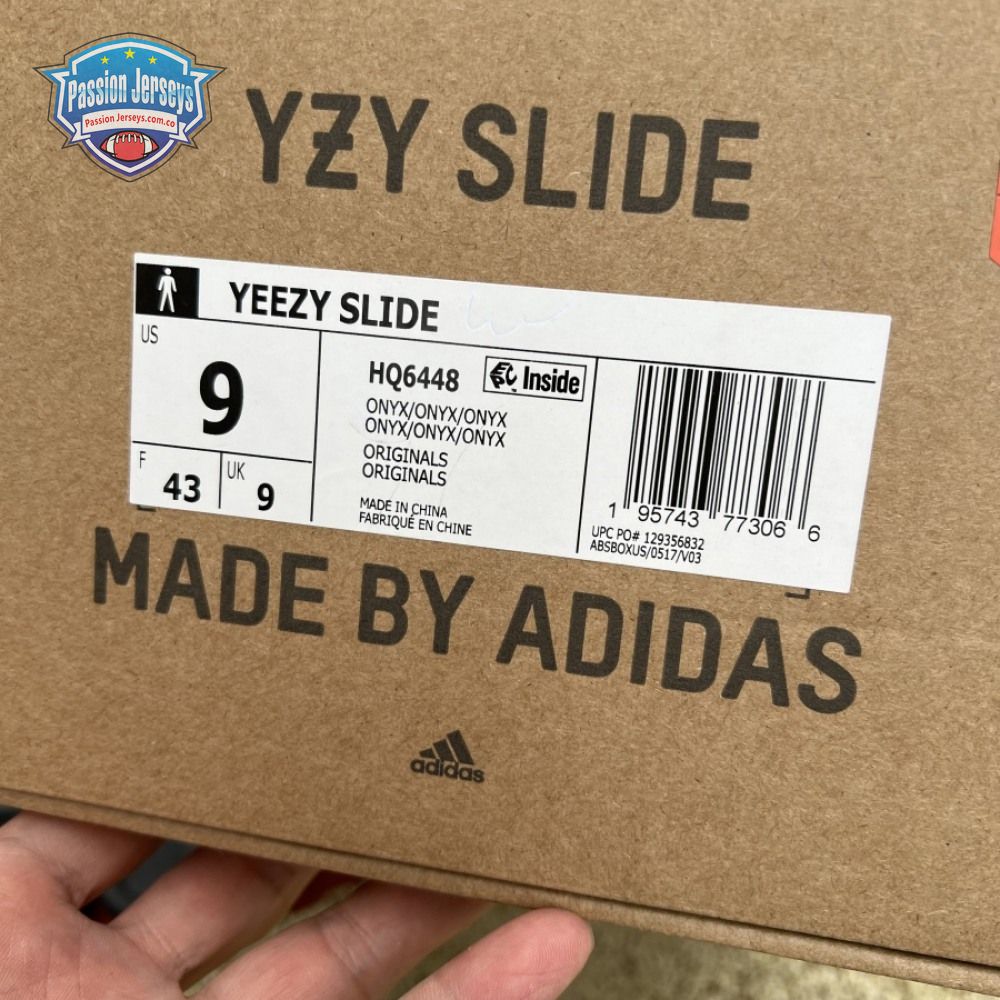 Passion Jerseys
Passion Jerseys.com.co
YZY SLIDE
YEEZY SLIDE
US
9
F
43
UK
9
HQ6448
Inside
ONYX/ONYX/ONYX
ONYX/ONYX/ONYX
ORIGINALS
ORIGINALS
MADE IN CHINA
FABRIQUÉ EN CHINE
1 95743 77306 6
UPC PO# 129356832
ABSBOXUS/0517/V03
MADE BY ADIDAS
adidas